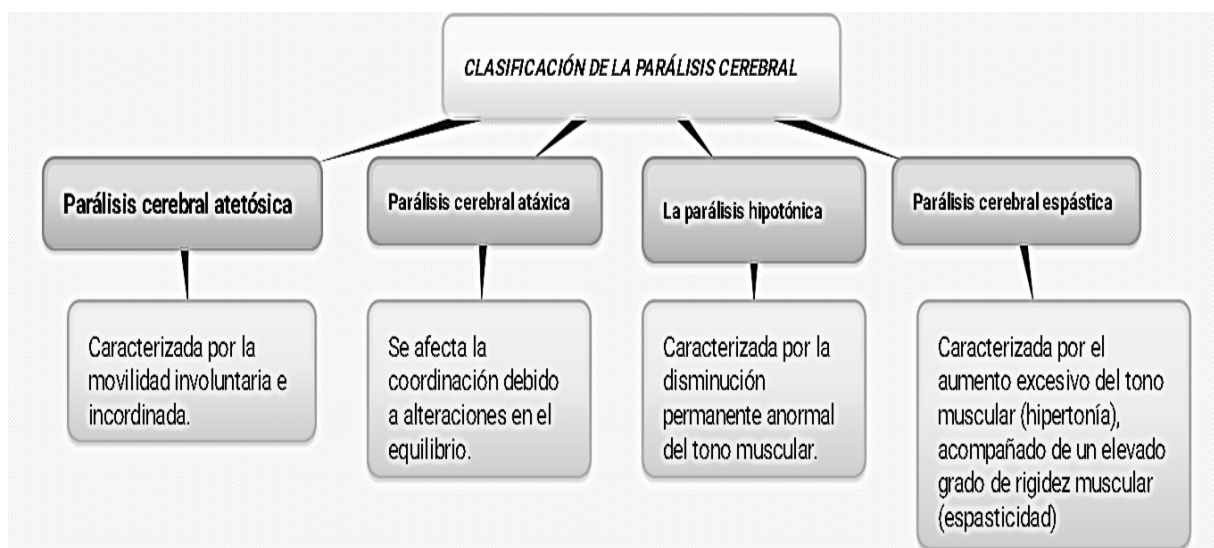 CLASIFICACIÓN DE LA PARÁLISIS CEREBRAL
Parálisis cerebral atetósica
Caracterizada por la
movilidad involuntaria e
incordinada.
Parálisis cerebral atáxica
Se afecta la
coordinación debido
a alteraciones en el
equilibrio.
La parálisis hipotónica
Caracterizada por la
disminución
permanente anormal
del tono muscular.
Parálisis cerebral espástica
Caracterizada por el
aumento excesivo del tono
muscular (hipertonía),
acompañado de un elevado
grado de rigidez muscular
(espasticidad)